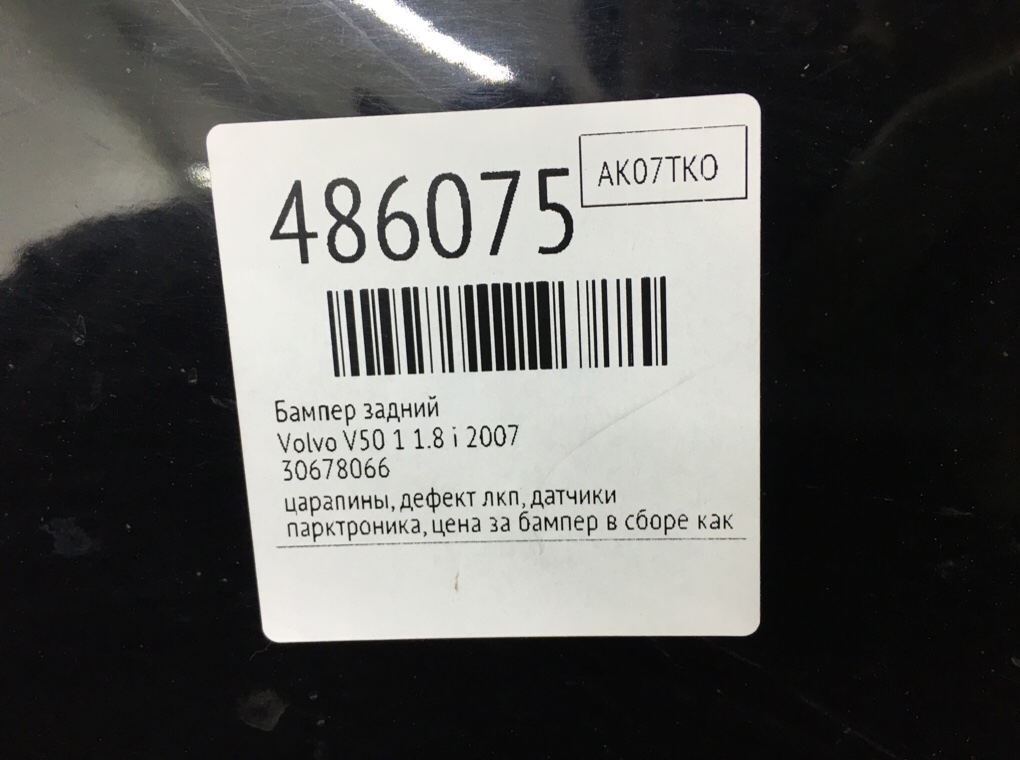 AK07TKO
486075
Бампер задний
Volvo V50 1 1.8 i 2007
30678066
царапины, дефект лкп, датчики
парктроника, цена за бампер в сборе как